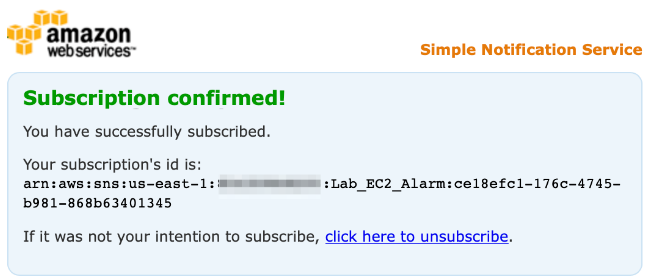 amazon
webservices™
Simple Notification Service
Subscription confirmed!
You have successfully subscribed.
Your subscription's id is:
arn:aws:sns:us-east-1: :Lab_EC2_Alarm:ce18efc1-176c-4745-
b981-868b63401345
If it was not your intention to subscribe, click here to unsubscribe.